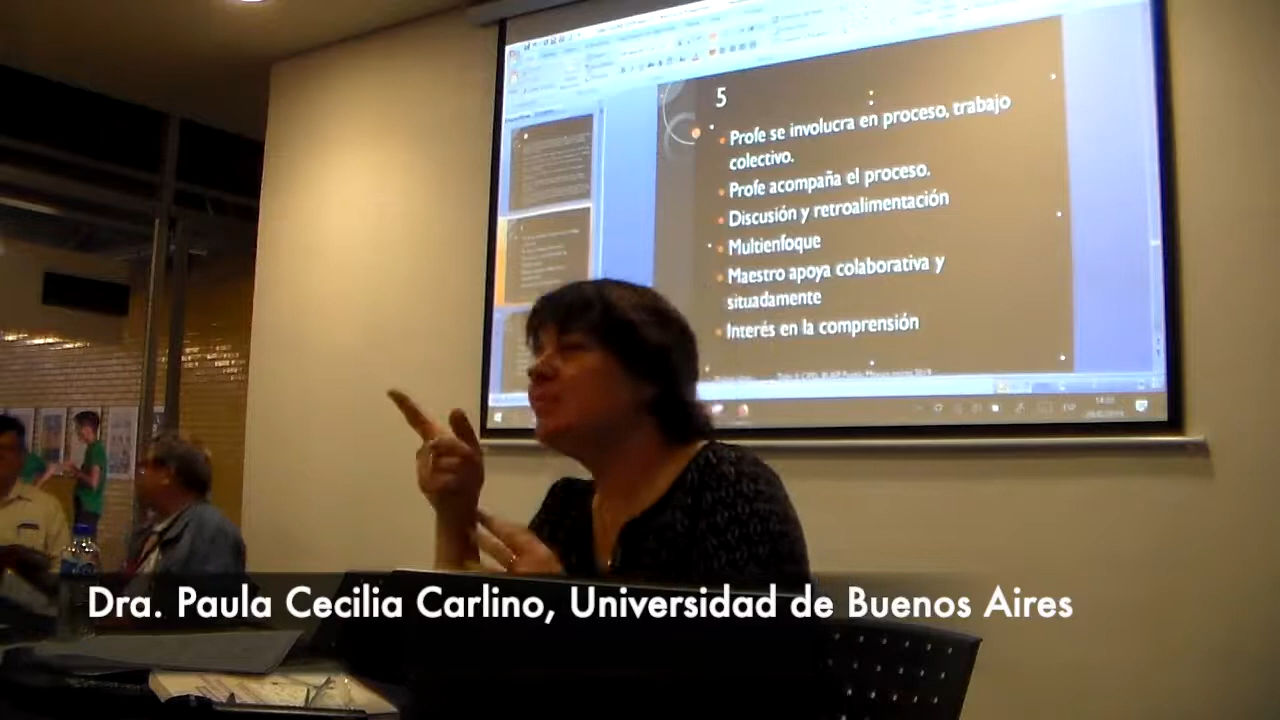 5
Profe se involucra en proceso, trabajo
colectivo.
Profe acompaña el proceso.
Discusión y retroalimentación
Multienfoque
Maestro apoya colaborativa y
situadamente
Interés en la comprensión
Dra. Paula Cecilia Carlino, Universidad de Buenos Aires